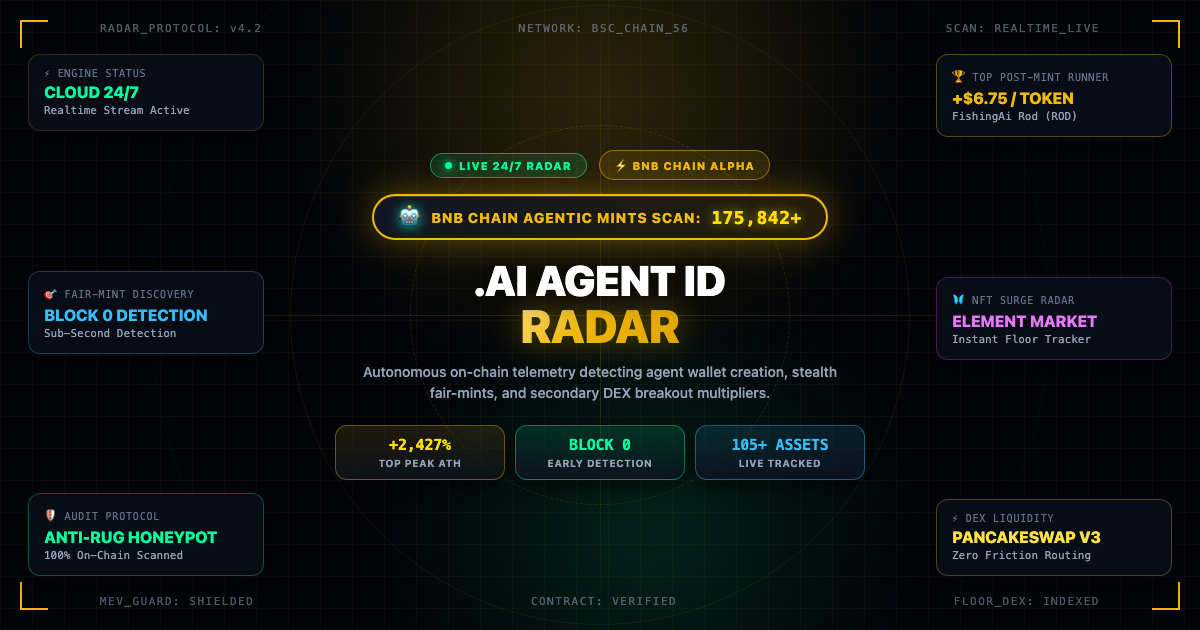 RADAR_PROTOCOL: v4.2
NETWORK: BSC_CHAIN_56
SCAN: REALTIME_LIVE
⚡ ENGINE STATUS
CLOUD 24/7
Realtime Stream Active
🏆 TOP POST-MINT RUNNER
+$6.75 / TOKEN
FishingAi Rod (ROD)
LIVE 24/7 RADAR
⚡ BNB CHAIN ALPHA
🤖 BNB CHAIN AGENTIC MINTS SCAN: 175,842+
.AI AGENT ID
RADAR
Autonomous on-chain telemetry detecting agent wallet creation, stealth
fair-mints, and secondary DEX breakout multipliers.
🎯 FAIR-MINT DISCOVERY
BLOCK 0 DETECTION
Sub-Second Detection
🦋 NFT SURGE RADAR
ELEMENT MARKET
Instant Floor Tracker
+2,427%
TOP PEAK ATH
BLOCK 0
EARLY DETECTION
105+ ASSETS
LIVE TRACKED
🛡️ AUDIT PROTOCOL
ANTI-RUG HONEYPOT
100% On-Chain Scanned
⚡ DEX LIQUIDITY
PANCAKESWAP V3
Zero Friction Routing
MEV_GUARD: SHIELDED
CONTRACT: VERIFIED
FLOOR_DEX: INDEXED